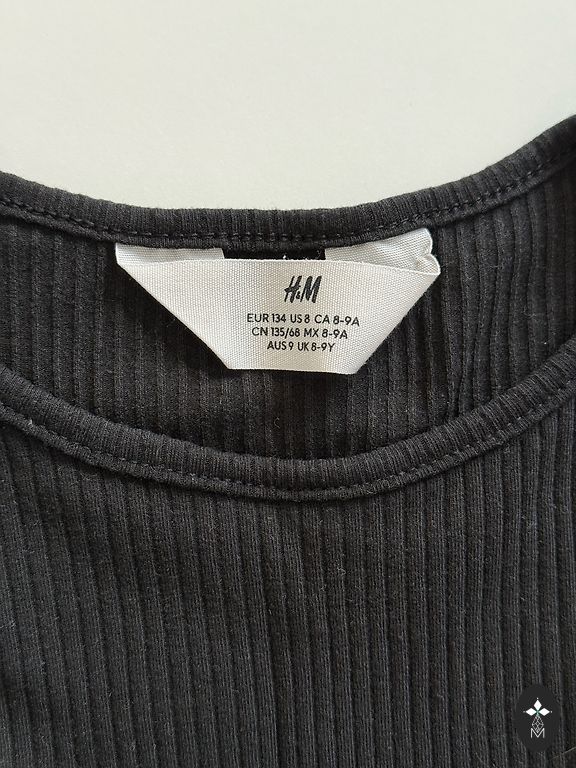 H&M
EUR 134 US 8 CA 8-9A
CN 135/68 MX 8-9A
AUS 9 UK 8-9Y
M